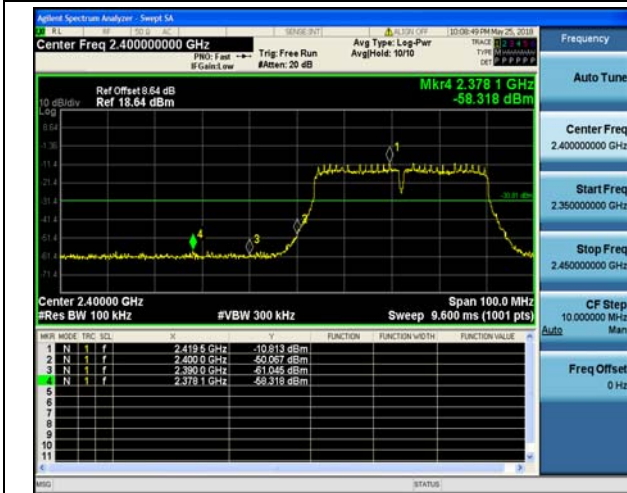 Agilent Spectrum Analyzer - Swept SA
RL RF 50 Ω AC SENSE:INT ALIGN OFF 10:08:49 PM May 25, 2018
Center Freq 2.400000000 GHz
PNO: Fast
IFGain:Low
Trig: Free Run
#Atten: 20 dB
Avg Type: Log-Pwr
Avg|Hold: 10/10
TRACE 1 2 3 4 5 6
TYPE
DET P P P P P P
Ref Offset 8.64 dB
Ref 18.64 dBm
10 dB/div
Log
Mkr4 2.378 1 GHz
-58.318 dBm
8.64
-1.36
-11.4
-21.4
-31.4
-41.4
-51.4
-61.4
-71.4
1
2
3
4
-30.81 dBm
Center 2.40000 GHz
#Res BW 100 kHz
#VBW 300 kHz
Span 100.0 MHz
Sweep 9.600 ms (1001 pts)
MKR MODE TRC SCL X Y FUNCTION FUNCTION WIDTH FUNCTION VALUE
1 N 1 f 2.419 5 GHz -10.813 dBm
2 N 1 f 2.400 0 GHz -50.067 dBm
3 N 1 f 2.390 0 GHz -61.045 dBm
4 N 1 f 2.378 1 GHz -58.318 dBm
5
6
7
8
9
10
11
MSG
STATUS
Frequency
Auto Tune
Center Freq
2.400000000 GHz
Start Freq
2.350000000 GHz
Stop Freq
2.450000000 GHz
CF Step
10.000000 MHz
Auto Man
Freq Offset
0 Hz